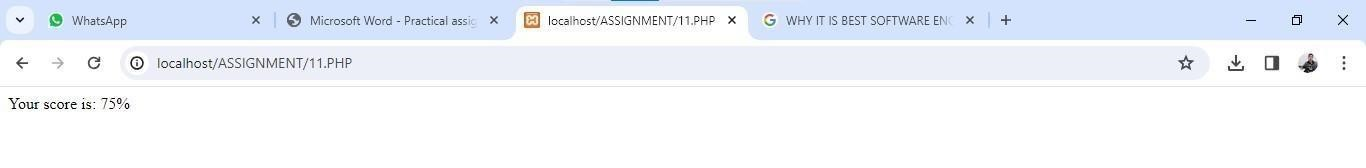 WhatsApp
Microsoft Word - Practical assig
localhost/ASSIGNMENT/11.PHP
WHY IT IS BEST SOFTWARE ENG
localhost/ASSIGNMENT/11.PHP
Your score is: 75%